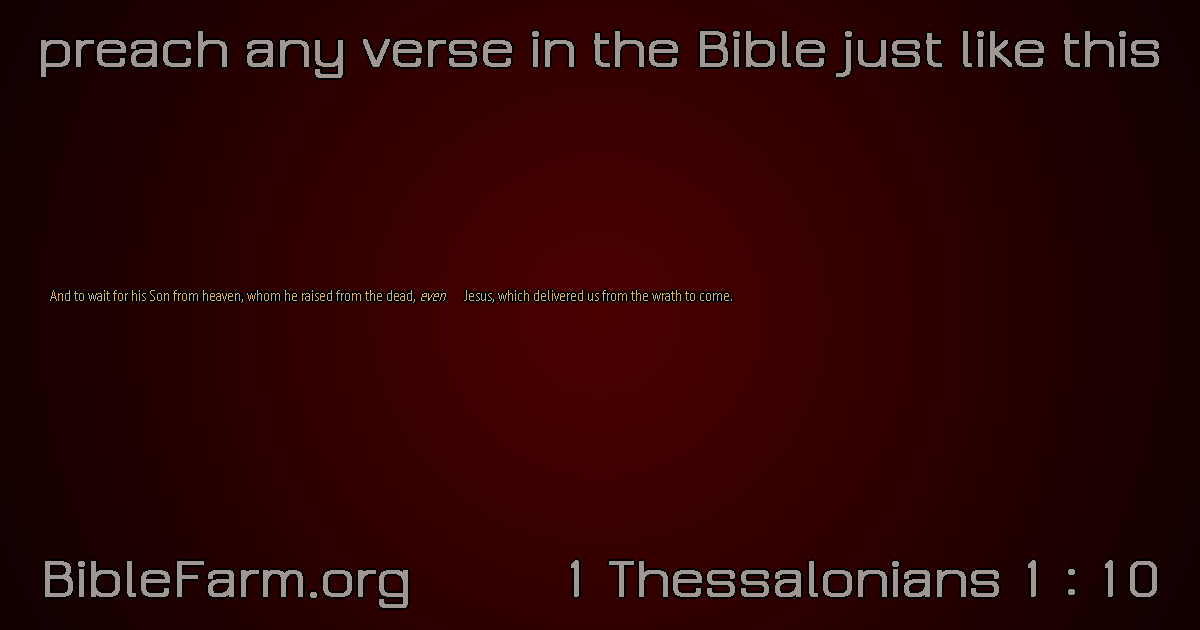 preach any verse in the Bible just like this
And to wait for his Son from heaven, whom he raised from the dead, even Jesus, which delivered us from the wrath to come.
BibleFarm.org 1 Thessalonians 1 : 10